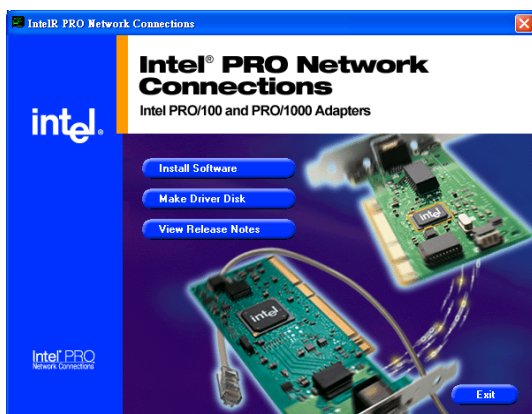 IntelR PRO Network Connections
Intel® PRO Network
Connections
Intel PRO/100 and PRO/1000 Adapters
intel®
Install Software
Make Driver Disk
View Release Notes
intel
intel
Intel® PRO
Network Connections
Exit